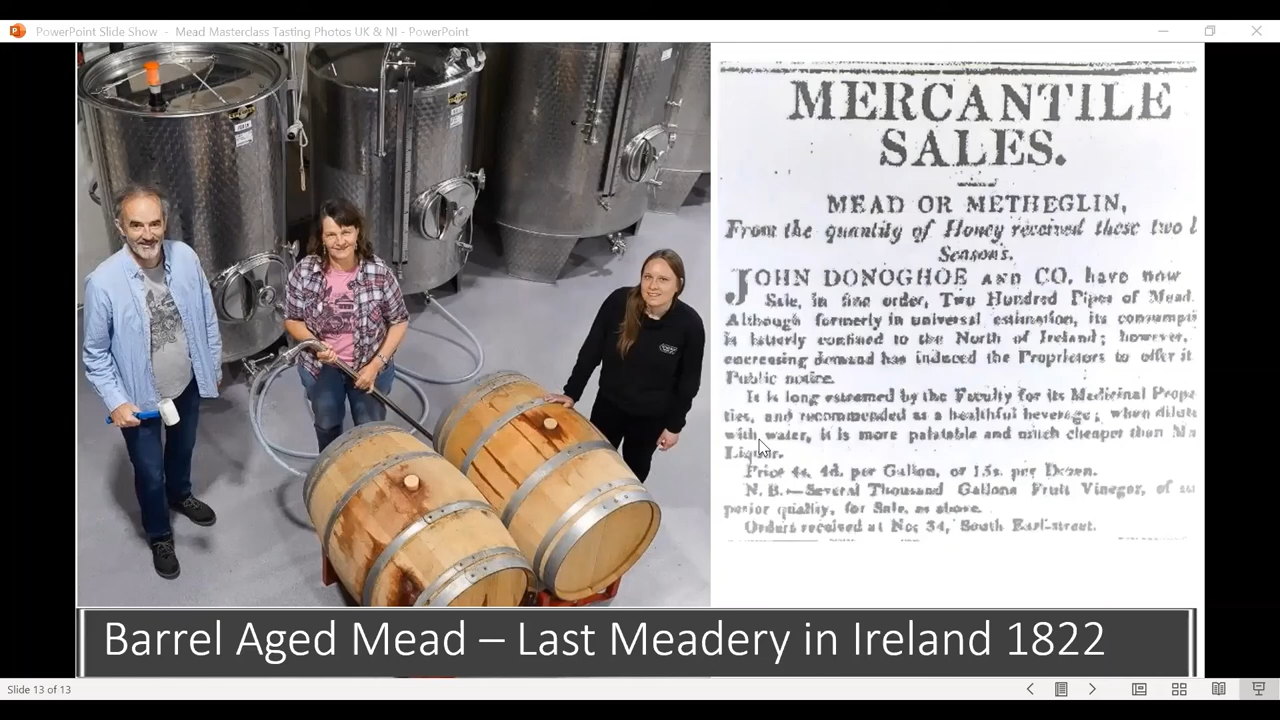 PowerPoint Slide Show - Mead Masterclass Tasting Photos UK & NI - PowerPoint
MERCANTILE
SALES.
MEAD OR METHEGLIN,
From the quantity of Honey received these two
Seasons.
JOHN DONOGHOE AND CO. have now
Sale, in fine order, Two Hundred Pipes of Mead.
Although formerly in universal estimation, its consumpti
is latterly confined to the North of Ireland; however,
encreasing demand has induced the Proprietors to offer it
Public notice.
It is long esteemed by the Faculty for its Medicinal Prope
ties, and recommended as a healthful beverage; when dilute
with water, it is more palatable and much cheaper than Ma
Liquor.
Price 4s. 4d. per Gallon, or 15s. per Dozen.
N. B.—Several Thousand Gallons Fruit Vinegar, of su
perior quality, for Sale, as above.
Orders received at No. 34, South Earl-street.
Barrel Aged Mead – Last Meadery in Ireland 1822
Slide 13 of 13